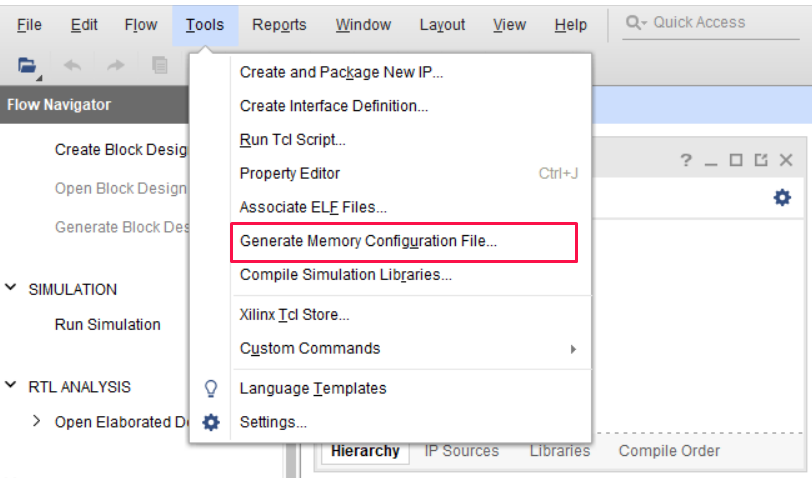 File Edit Flow Tools Reports Window Layout View Help Quick Access
Flow Navigator
Create Block Desig
Open Block Design
Generate Block Des
SIMULATION
Run Simulation
RTL ANALYSIS
Open Elaborated D
Create and Package New IP...
Create Interface Definition...
Run Tcl Script...
Property Editor Ctrl+J
Associate ELF Files...
Generate Memory Configuration File...
Compile Simulation Libraries...
Xilinx Tcl Store...
Custom Commands
Language Templates
Settings...
?
Hierarchy IP Sources Libraries Compile Order